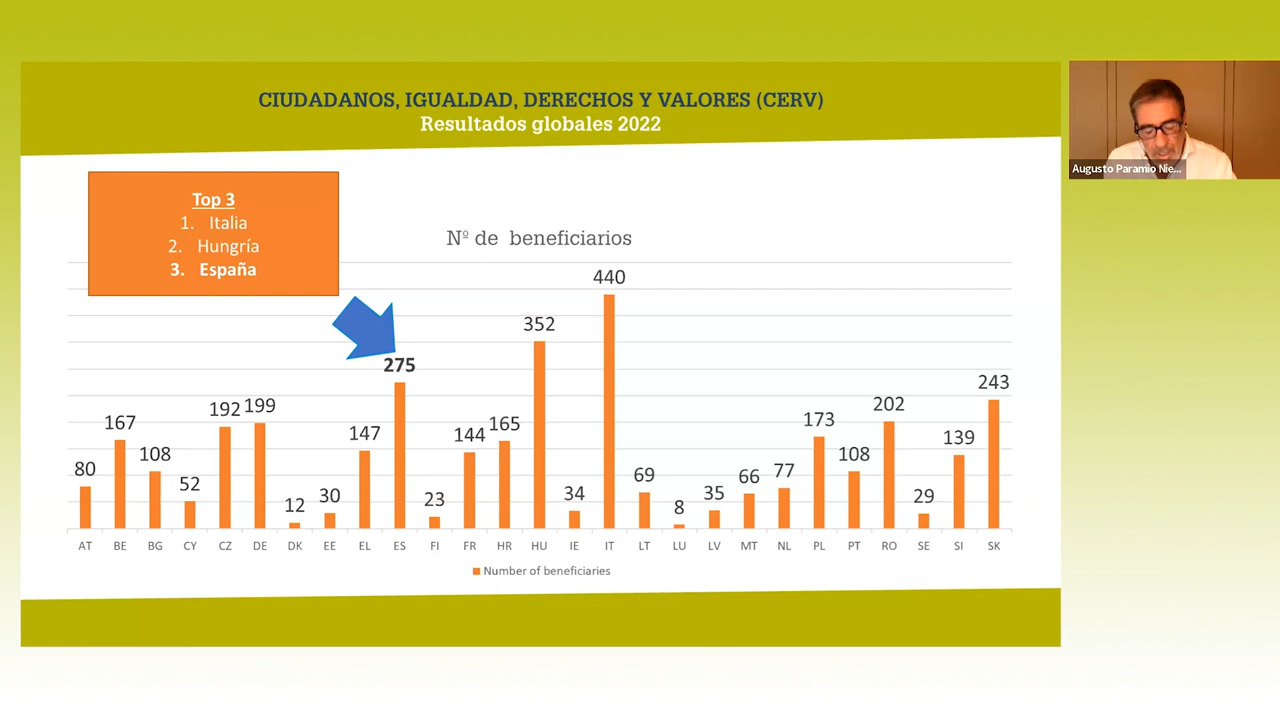 CIUDADANOS, IGUALDAD, DERECHOS Y VALORES (CERV)
Resultados globales 2022
Augusto Paramio Nie...
Top 3
1. Italia
2. Hungría
3. España
Nº de beneficiarios
80 167 108 52 192 199 12 30 147 275 23 144 165 352 34 440 69 8 35 66 77 173 108 202 29 139 243
AT BE BG CY CZ DE DK EE EL ES FI FR HR HU IE IT LT LU LV MT NL PL PT RO SE SI SK
Number of beneficiaries